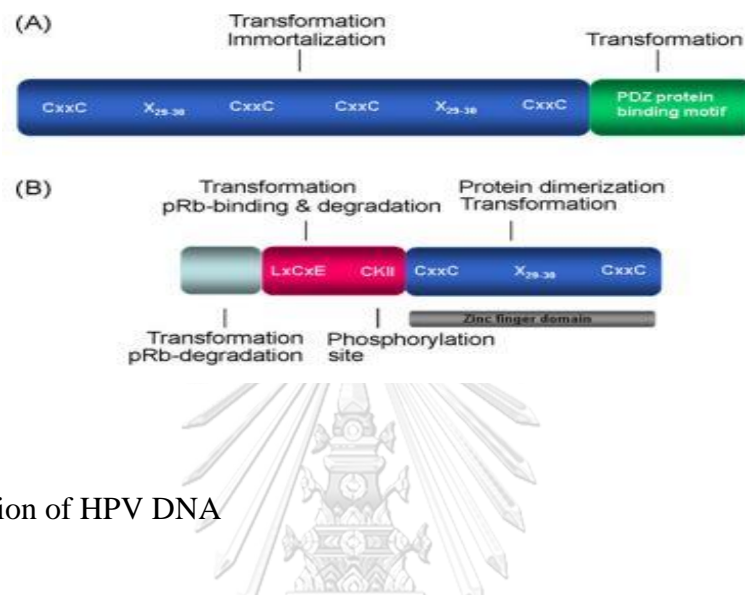 (A)
Transformation
Immortalization
Transformation
CxxC X29-30 CxxC CxxC X29-30 CxxC
PDZ protein
binding motif
(B)
Transformation
pRb-binding & degradation
Protein dimerization
Transformation
LxCxE CKII CxxC X29-30 CxxC
Zinc finger domain
Transformation
pRb-degradation
Phosphorylation
site
ion of HPV DNA